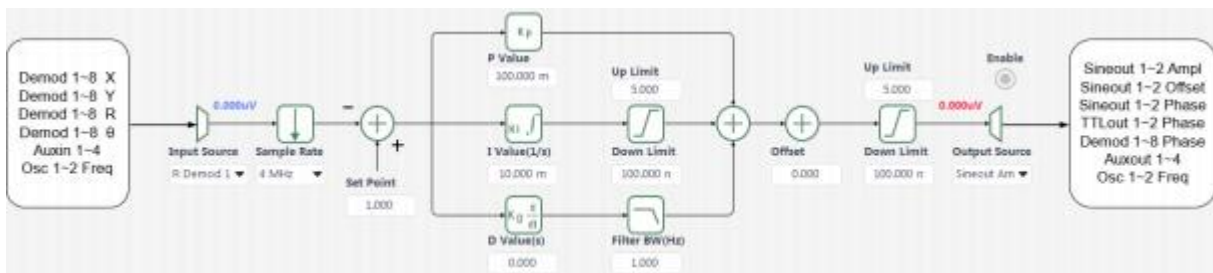 Demod 1~8 X
Demod 1~8 Y
Demod 1~8 R
Demod 1~8 θ
Auxin 1~4
Osc 1~2 Freq
0.000uV
Input Source
R Demod 1
Sample Rate
4 MHz
−
+
Set Point
1.000
Kp
P Value
100.000 m
I Value(1/s)
10.000 m
D Value(s)
0.000
Up Limit
5.000
Down Limit
100.000 n
Filter BW(Hz)
1.000
Offset
0.000
Up Limit
5.000
Down Limit
100.000 n
0.000uV
Enable
Output Source
Sineout Am
Sineout 1~2 Ampl
Sineout 1~2 Offset
Sineout 1~2 Phase
TTLout 1~2 Phase
Demod 1~8 Phase
Auxout 1~4
Osc 1~2 Freq